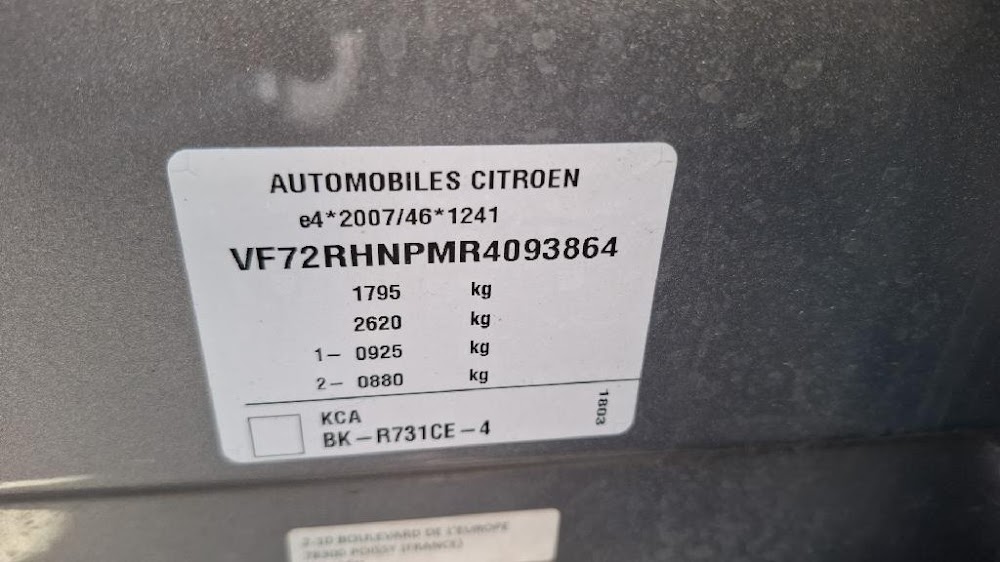 AUTOMOBILES CITROEN
e4*2007/46*1241
VF72RHNPMR4093864
1795 kg
2620 kg
1- 0925 kg
2- 0880 kg
KCA
BK-R731CE-4
1803
2-10 BOULEVARD DE L'EUROPE
78300 POISSY (FRANCE)